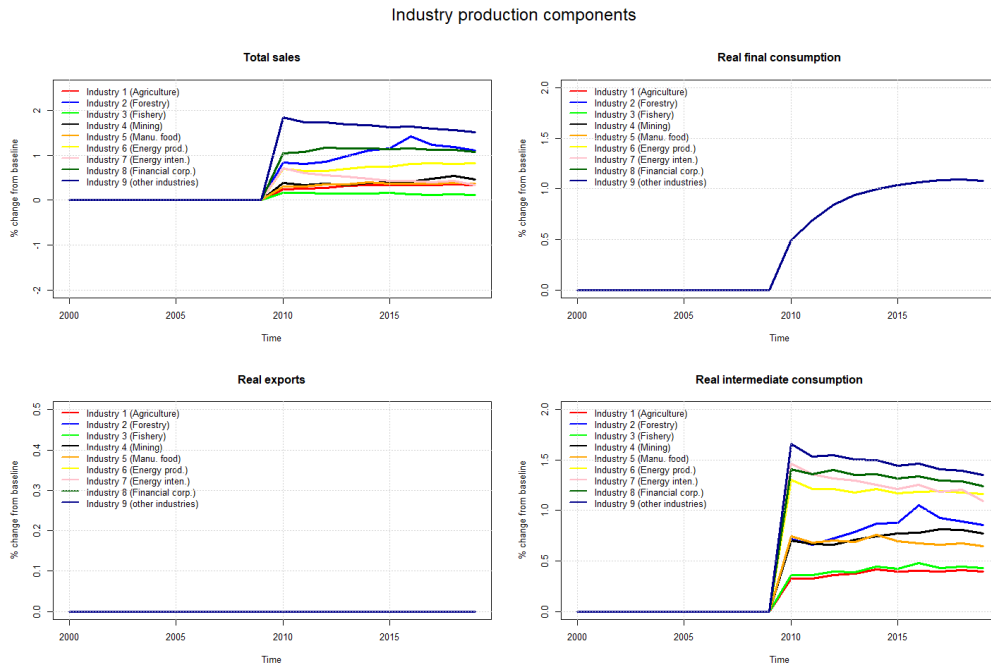 Industry production components
Total sales
% change from baseline
2
1
0
-1
-2
Industry 1 (Agriculture)
Industry 2 (Forestry)
Industry 3 (Fishery)
Industry 4 (Mining)
Industry 5 (Manu. food)
Industry 6 (Energy prod.)
Industry 7 (Energy inten.)
Industry 8 (Financial corp.)
Industry 9 (other industries)
2000 2005 2010 2015
Time
Real final consumption
% change from baseline
2.0
1.5
1.0
0.5
0.0
Industry 1 (Agriculture)
Industry 2 (Forestry)
Industry 3 (Fishery)
Industry 4 (Mining)
Industry 5 (Manu. food)
Industry 6 (Energy prod.)
Industry 7 (Energy inten.)
Industry 8 (Financial corp.)
Industry 9 (other industries)
2000 2005 2010 2015
Time
Real exports
% change from baseline
0.5
0.4
0.3
0.2
0.1
0.0
Industry 1 (Agriculture)
Industry 2 (Forestry)
Industry 3 (Fishery)
Industry 4 (Mining)
Industry 5 (Manu. food)
Industry 6 (Energy prod.)
Industry 7 (Energy inten.)
Industry 8 (Financial corp.)
Industry 9 (other industries)
2000 2005 2010 2015
Time
Real intermediate consumption
% change from baseline
2.0
1.5
1.0
0.5
0.0
Industry 1 (Agriculture)
Industry 2 (Forestry)
Industry 3 (Fishery)
Industry 4 (Mining)
Industry 5 (Manu. food)
Industry 6 (Energy prod.)
Industry 7 (Energy inten.)
Industry 8 (Financial corp.)
Industry 9 (other industries)
2000 2005 2010 2015
Time